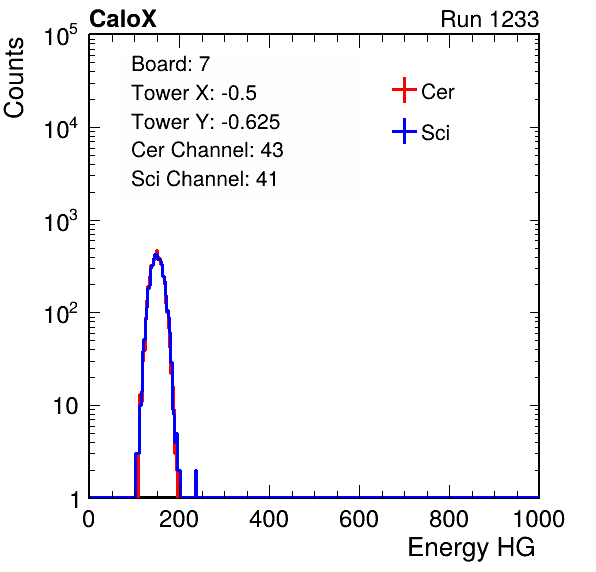 CaloX
Run 1233
Counts
Board: 7
Tower X: -0.5
Tower Y: -0.625
Cer Channel: 43
Sci Channel: 41
Cer
Sci
10^5
10^4
10^3
10^2
10
1
0 200 400 600 800 1000
Energy HG